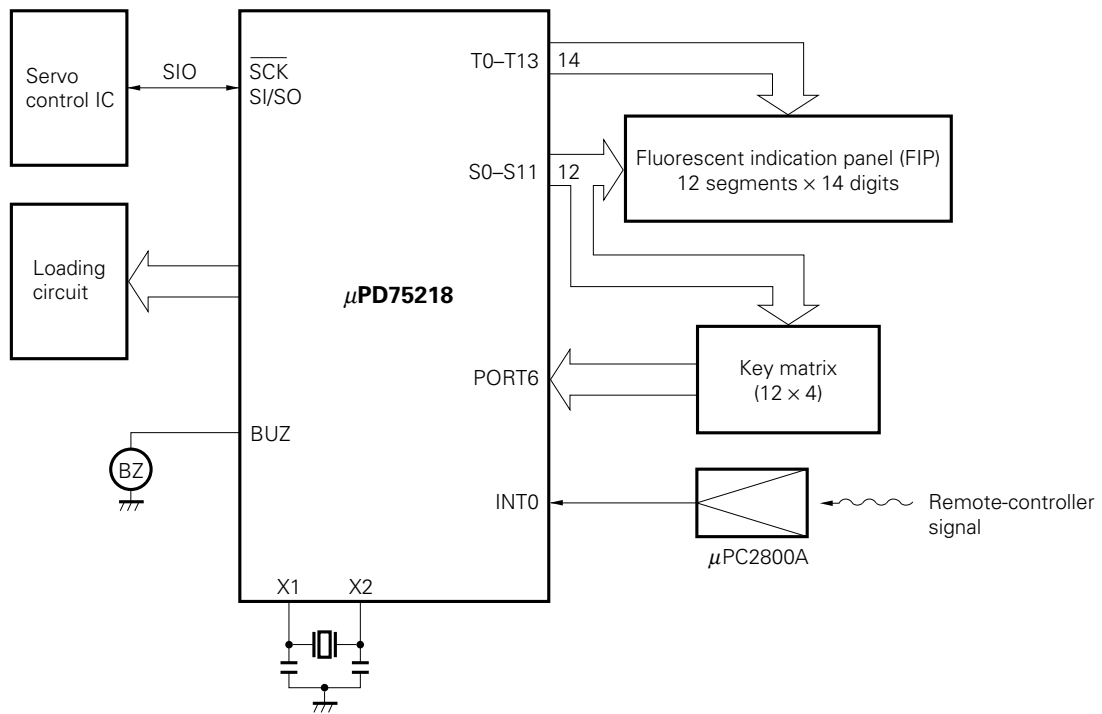 Servo
control IC
SIO
SCK
SI/SO
T0–T13
14
S0–S11
12
Fluorescent indication panel (FIP)
12 segments × 14 digits
Loading
circuit
μPD75218
PORT6
Key matrix
(12 × 4)
BUZ
BZ
INT0
Remote-controller
signal
μPC2800A
X1
X2